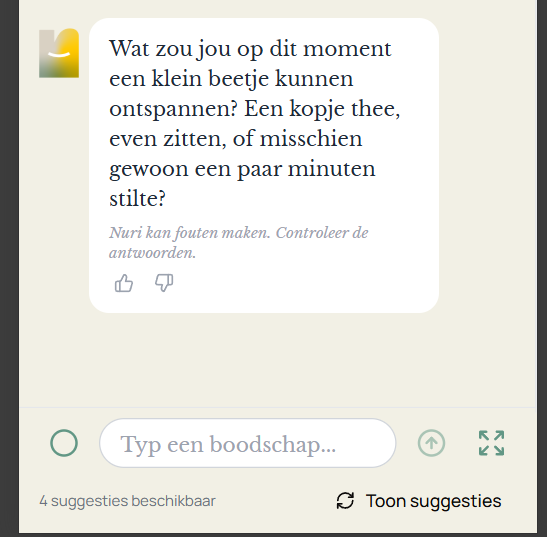 Wat zou jou op dit moment
een klein beetje kunnen
ontspannen? Een kopje thee,
even zitten, of misschien
gewoon een paar minuten
stilte?
Nuri kan fouten maken. Controleer de
antwoorden.
Typ een boodschap...
4 suggesties beschikbaar
Toon suggesties